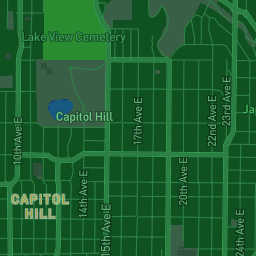 Lake View Cemetery
Capitol Hill
17th Ave E
22nd Ave E
23rd Ave E
Ja
10th Ave E
14th Ave E
15th Ave E
20th Ave E
24th Ave E
CAPITOL
HILL